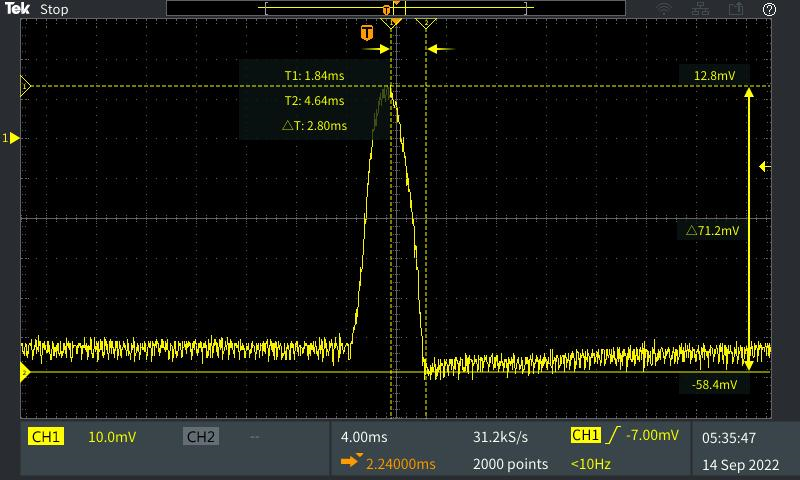 Tek Stop
T
T1: 1.84ms
T2: 4.64ms
△T: 2.80ms
12.8mV
1
△71.2mV
-58.4mV
CH1 10.0mV CH2 -- 4.00ms 31.2kS/s CH1 -7.00mV 05:35:47
2.24000ms 2000 points <10Hz 14 Sep 2022